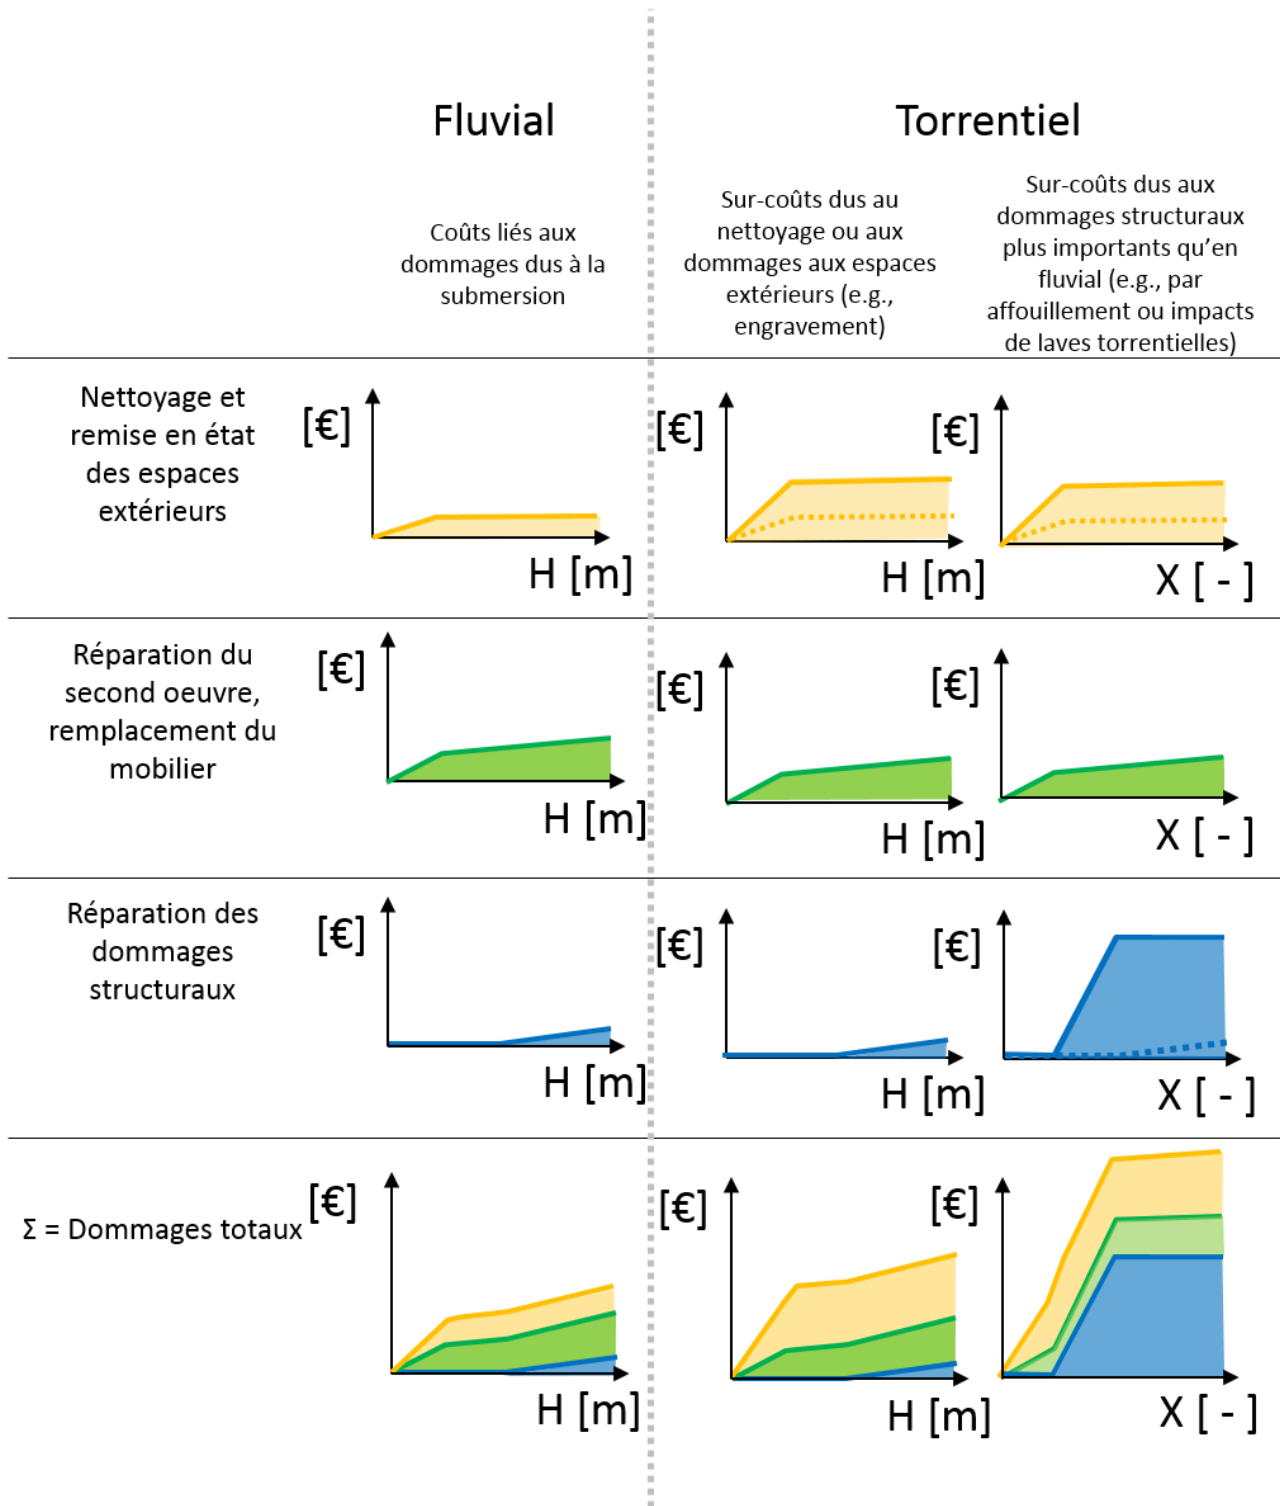 Fluvial
Torrentiel
Coûts liés aux
dommages dus à la
submersion
Sur-coûts dus au
nettoyage ou aux
dommages aux espaces
extérieurs (e.g.,
engravement)
Sur-coûts dus aux
dommages structuraux
plus importants qu'en
fluvial (e.g., par
affouillement ou impacts
de laves torrentielles)
Nettoyage et
remise en état
des espaces
extérieurs
[€]
H [m]
[€]
H [m]
[€]
X [ - ]
Réparation du
second oeuvre,
remplacement du
mobilier
[€]
H [m]
[€]
H [m]
[€]
X [ - ]
Réparation des
dommages
structuraux
[€]
H [m]
[€]
H [m]
[€]
X [ - ]
Σ = Dommages totaux
[€]
H [m]
[€]
H [m]
[€]
X [ - ]